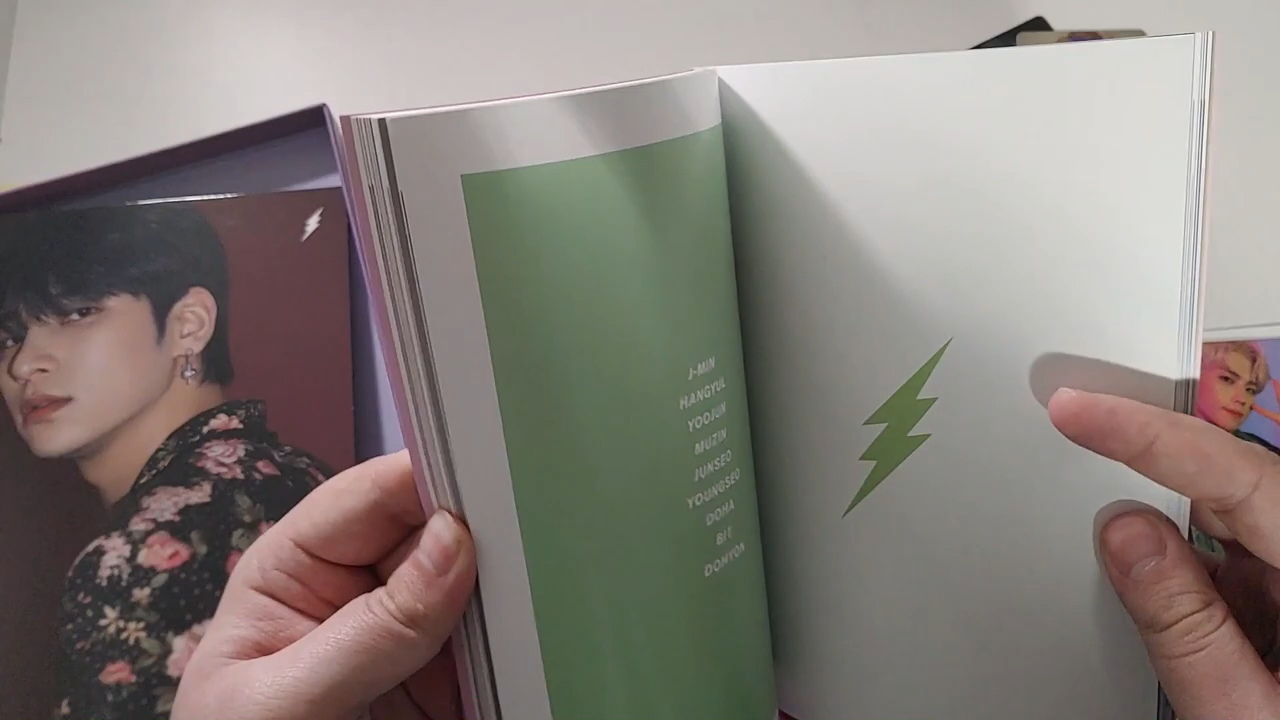 J-MIN
HANGYUL
YOOJUN
MUZIN
JUNSEO
YOUNGSEO
DOHA
BIT
DOHYON